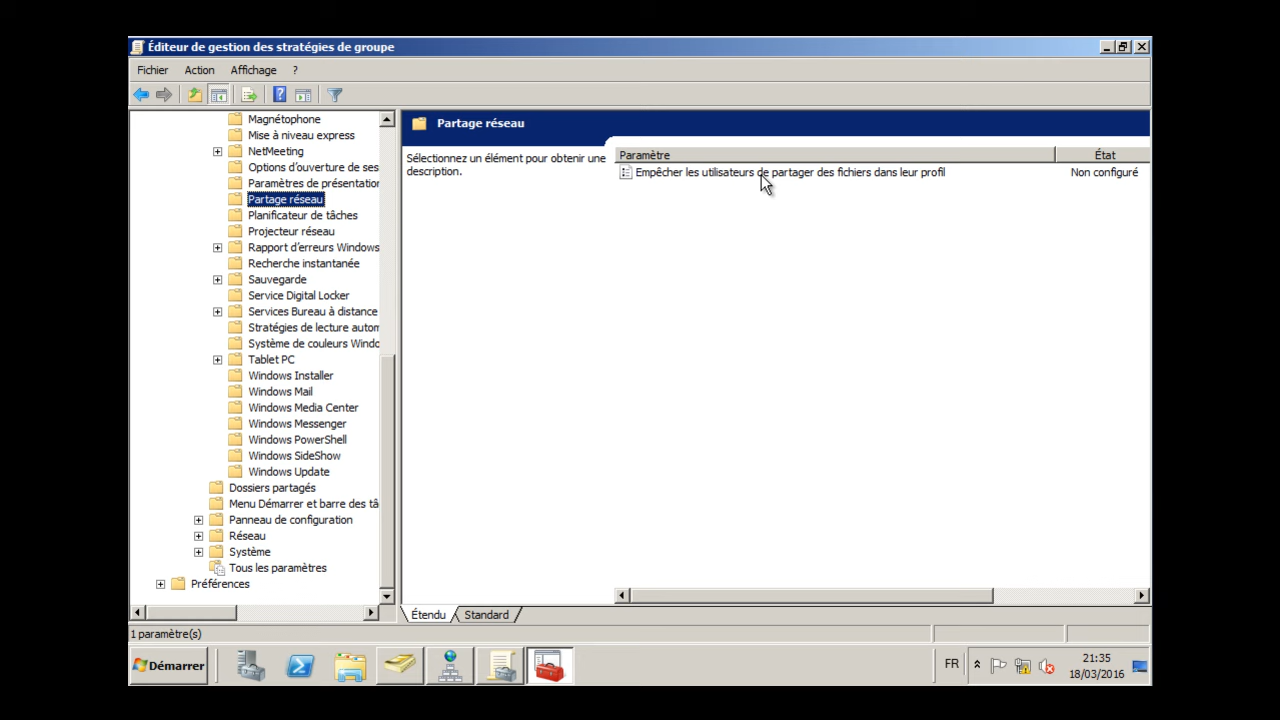 Éditeur de gestion des stratégies de groupe
Fichier Action Affichage ?
Magnétophone
Mise à niveau express
NetMeeting
Options d'ouverture de ses
Paramètres de présentation
Partage réseau
Planificateur de tâches
Projecteur réseau
Rapport d'erreurs Windows
Recherche instantanée
Sauvegarde
Service Digital Locker
Services Bureau à distance
Stratégies de lecture autom
Système de couleurs Windo
Tablet PC
Windows Installer
Windows Mail
Windows Media Center
Windows Messenger
Windows PowerShell
Windows SideShow
Windows Update
Dossiers partagés
Menu Démarrer et barre des tâ
Panneau de configuration
Réseau
Système
Tous les paramètres
Préférences
Partage réseau
Sélectionnez un élément pour obtenir une
description.
Paramètre État
Empêcher les utilisateurs de partager des fichiers dans leur profil Non configuré
Étendu Standard
1 paramètre(s)
Démarrer
FR
21:35
18/03/2016